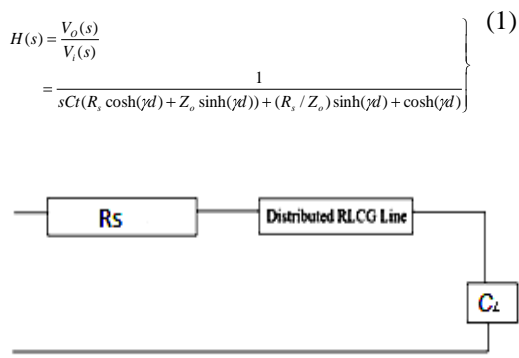 H(s) = V_O(s) / V_i(s) (1)
= 1 / sCt(R_s cosh(γd) + Z_o sinh(γd)) + (R_s / Z_o) sinh(γd) + cosh(γd)
Rs
Distributed RLCG Line
C_L